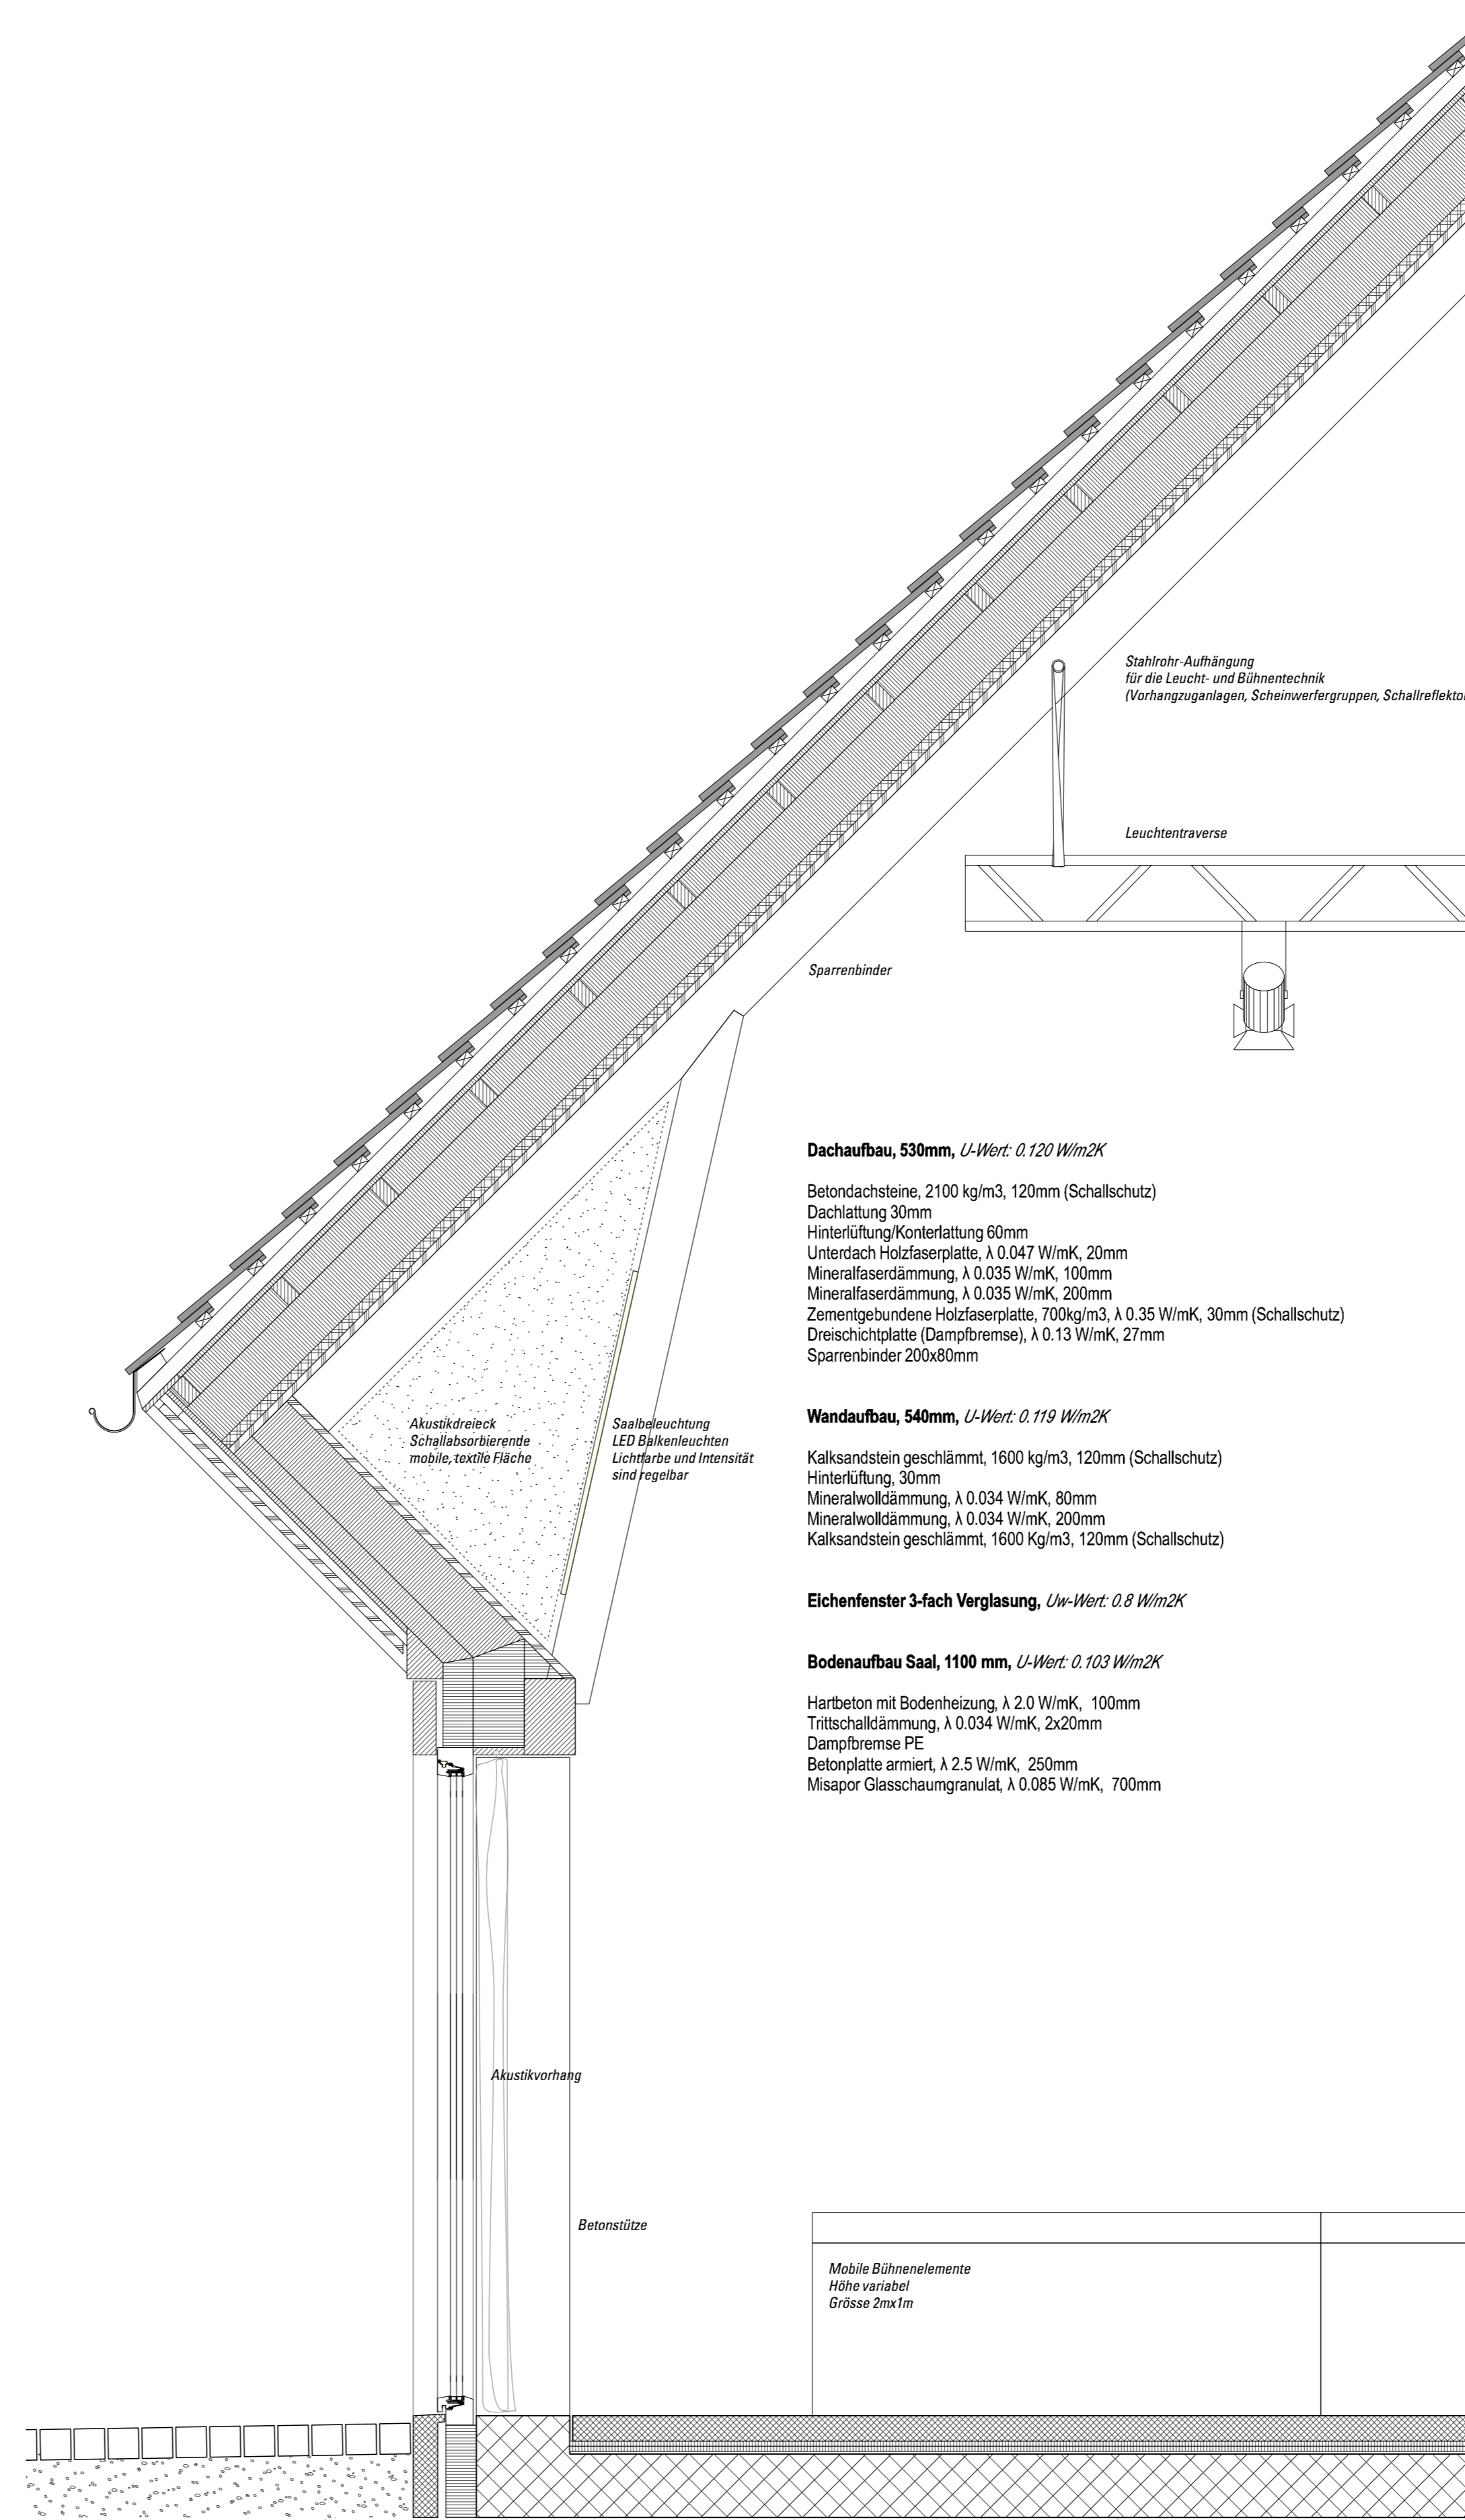 Stahlrohr-Aufhängung
für die Leucht- und Bühnentechnik
(Vorhangzuganlagen, Scheinwerfergruppen, Schallreflekto
Leuchtentraverse
Sparrenbinder
Dachaufbau, 530mm, U-Wert: 0.120 W/m2K
Betondachsteine, 2100 kg/m3, 120mm (Schallschutz)
Dachlattung 30mm
Hinterlüftung/Konterlattung 60mm
Unterdach Holzfaserplatte, λ 0.047 W/mK, 20mm
Mineralfaserdämmung, λ 0.035 W/mK, 100mm
Mineralfaserdämmung, λ 0.035 W/mK, 200mm
Zementgebundene Holzfaserplatte, 700kg/m3, λ 0.35 W/mK, 30mm (Schallschutz)
Dreischichtplatte (Dampfbremse), λ 0.13 W/mK, 27mm
Sparrenbinder 200x80mm
Akustikdreieck
Schallabsorbierende
mobile, textile Fläche
Saalbeleuchtung
LED Balkenleuchten
Lichtfarbe und Intensität
sind regelbar
Wandaufbau, 540mm, U-Wert: 0.119 W/m2K
Kalksandstein geschlämmt, 1600 kg/m3, 120mm (Schallschutz)
Hinterlüftung, 30mm
Mineralwolldämmung, λ 0.034 W/mK, 80mm
Mineralwolldämmung, λ 0.034 W/mK, 200mm
Kalksandstein geschlämmt, 1600 Kg/m3, 120mm (Schallschutz)
Eichenfenster 3-fach Verglasung, Uw-Wert: 0.8 W/m2K
Bodenaufbau Saal, 1100 mm, U-Wert: 0.103 W/m2K
Hartbeton mit Bodenheizung, λ 2.0 W/mK, 100mm
Trittschalldämmung, λ 0.034 W/mK, 2x20mm
Dampfbremse PE
Betonplatte armiert, λ 2.5 W/mK, 250mm
Misapor Glasschaumgranulat, λ 0.085 W/mK, 700mm
Akustikvorhang
Betonstütze
Mobile Bühnenelemente
Höhe variabel
Grösse 2mx1m